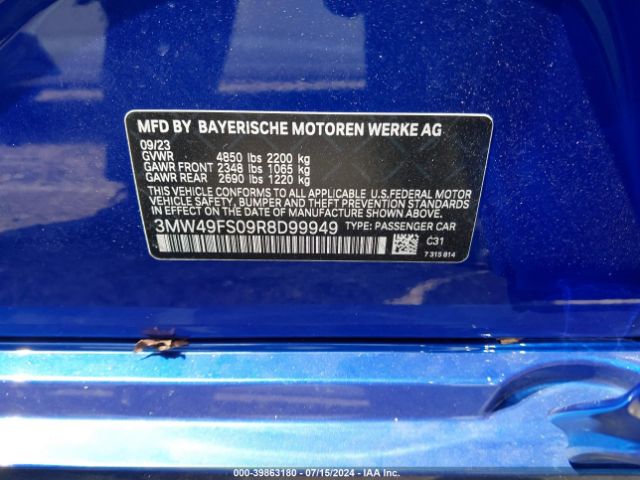 MFD BY BAYERISCHE MOTOREN WERKE AG
09/23
GVWR 4850 lbs 2200 kg
GAWR FRONT 2348 lbs 1065 kg
GAWR REAR 2690 lbs 1220 kg
THIS VEHICLE CONFORMS TO ALL APPLICABLE U.S.FEDERAL MOTOR
VEHICLE SAFETY, BUMPER AND THEFT PREVENTION STANDARDS
IN EFFECT ON THE DATE OF MANUFACTURE SHOWN ABOVE.
3MW49FS09R8D99949 TYPE: PASSENGER CAR
C31
7 315 814
© - 39863180 - 07/15/2024 - IAA Inc.